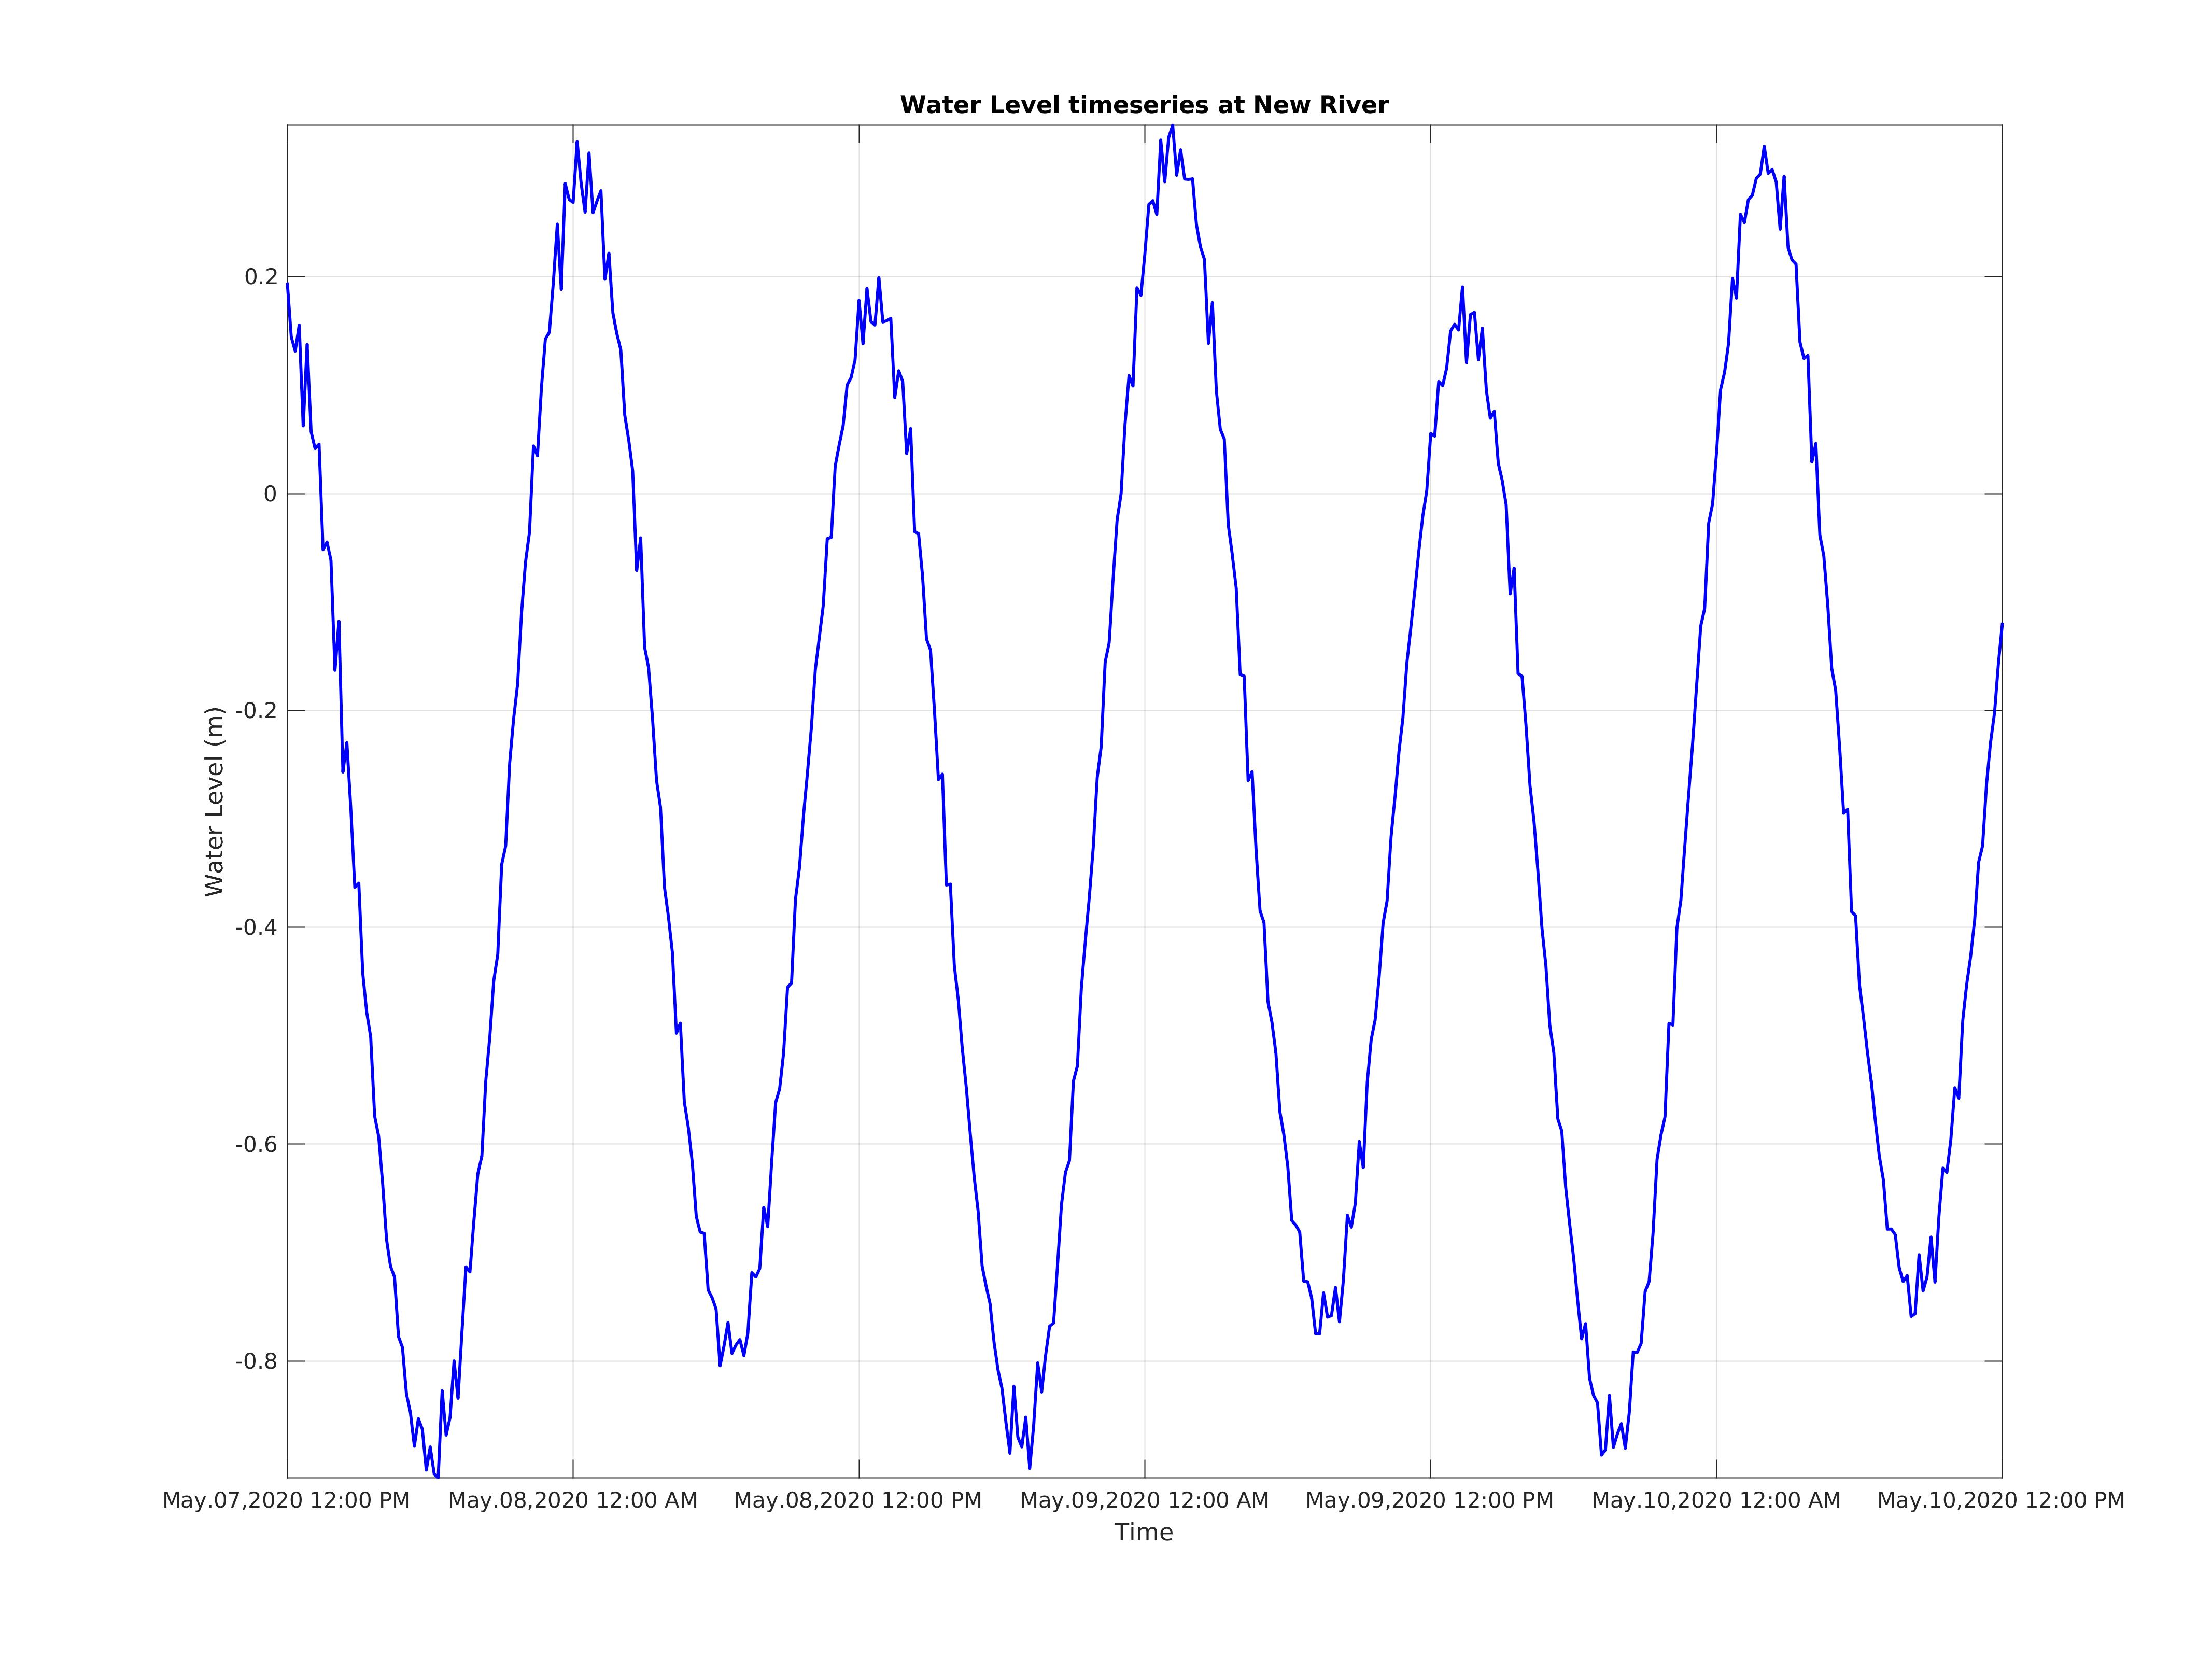 Water Level timeseries at New River
0.2
0
-0.2
-0.4
-0.6
-0.8
Water Level (m)
May.07,2020 12:00 PM May.08,2020 12:00 AM May.08,2020 12:00 PM May.09,2020 12:00 AM May.09,2020 12:00 PM May.10,2020 12:00 AM May.10,2020 12:00 PM
Time